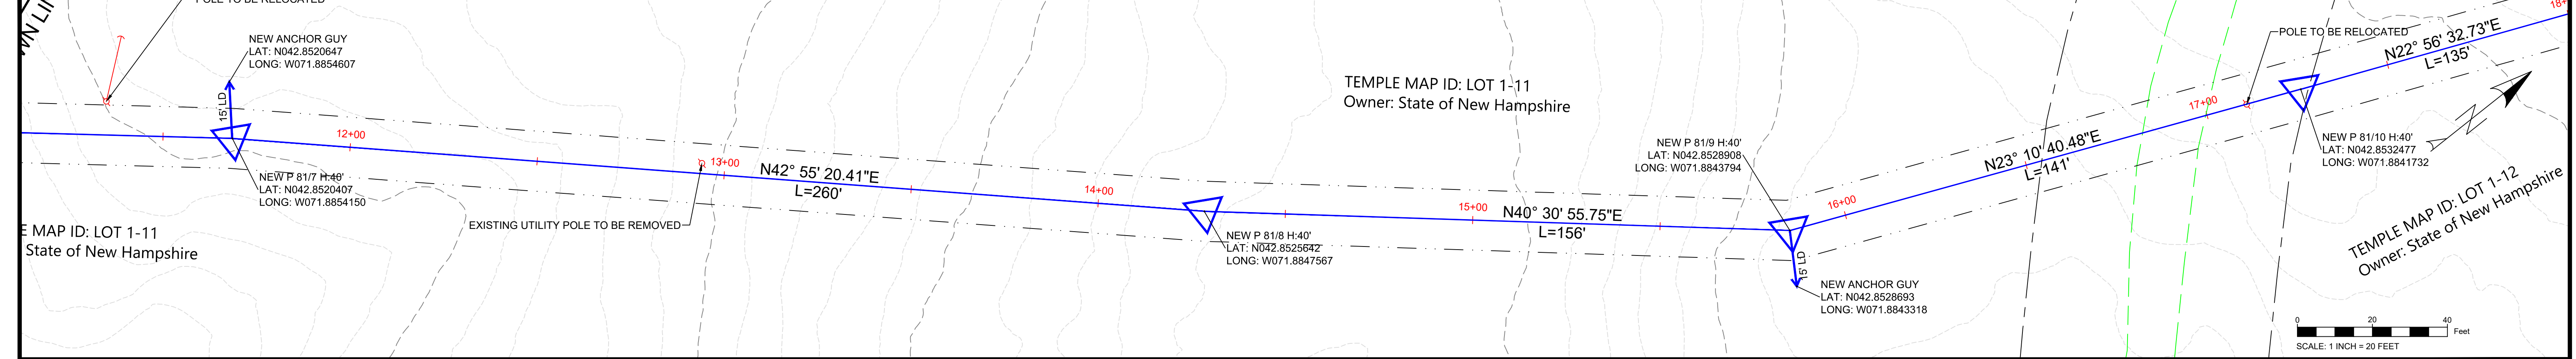 POLE TO BE RELOCATED
WN LI
NEW ANCHOR GUY
LAT: N042.8520647
LONG: W071.8854607
15' LD
12+00
NEW P 81/7 H:40'
LAT: N042.8520407
LONG: W071.8854150
E MAP ID: LOT 1-11
State of New Hampshire
13+00
EXISTING UTILITY POLE TO BE REMOVED
N42° 55' 20.41"E
L=260'
14+00
NEW P 81/8 H:40'
LAT: N042.8525642
LONG: W071.8847567
TEMPLE MAP ID: LOT 1-11
Owner: State of New Hampshire
15+00
N40° 30' 55.75"E
L=156'
NEW P 81/9 H:40'
LAT: N042.8528908
LONG: W071.8843794
16+00
15' LD
NEW ANCHOR GUY
LAT: N042.8528693
LONG: W071.8843318
N23° 10' 40.48"E
L=141'
17+00
POLE TO BE RELOCATED
N22° 56' 32.73"E
L=135'
18+
NEW P 81/10 H:40'
LAT: N042.8532477
LONG: W071.8841732
N
TEMPLE MAP ID: LOT 1-12
Owner: State of New Hampshire
0 20 40
Feet
SCALE: 1 INCH = 20 FEET